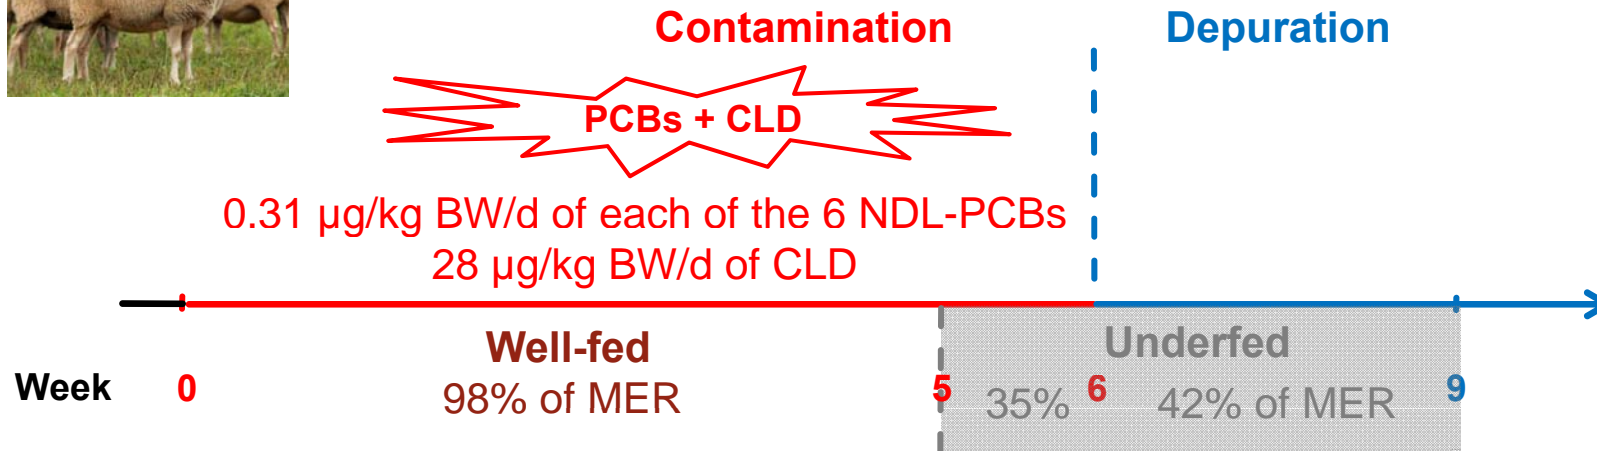 Contamination
Depuration
PCBs + CLD
0.31 µg/kg BW/d of each of the 6 NDL-PCBs
28 µg/kg BW/d of CLD
Well-fed
Underfed
Week 0 98% of MER 5 35% 6 42% of MER 9